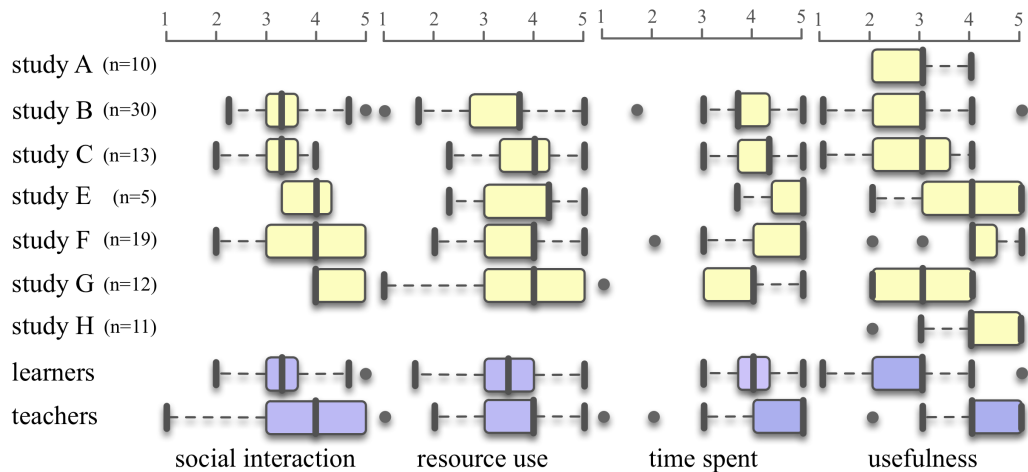 1 2 3 4 5 1 2 3 4 5 1 2 3 4 5 1 2 3 4 5
study A (n=10)
study B (n=30)
study C (n=13)
study E (n=5)
study F (n=19)
study G (n=12)
study H (n=11)
learners
teachers
social interaction resource use time spent usefulness